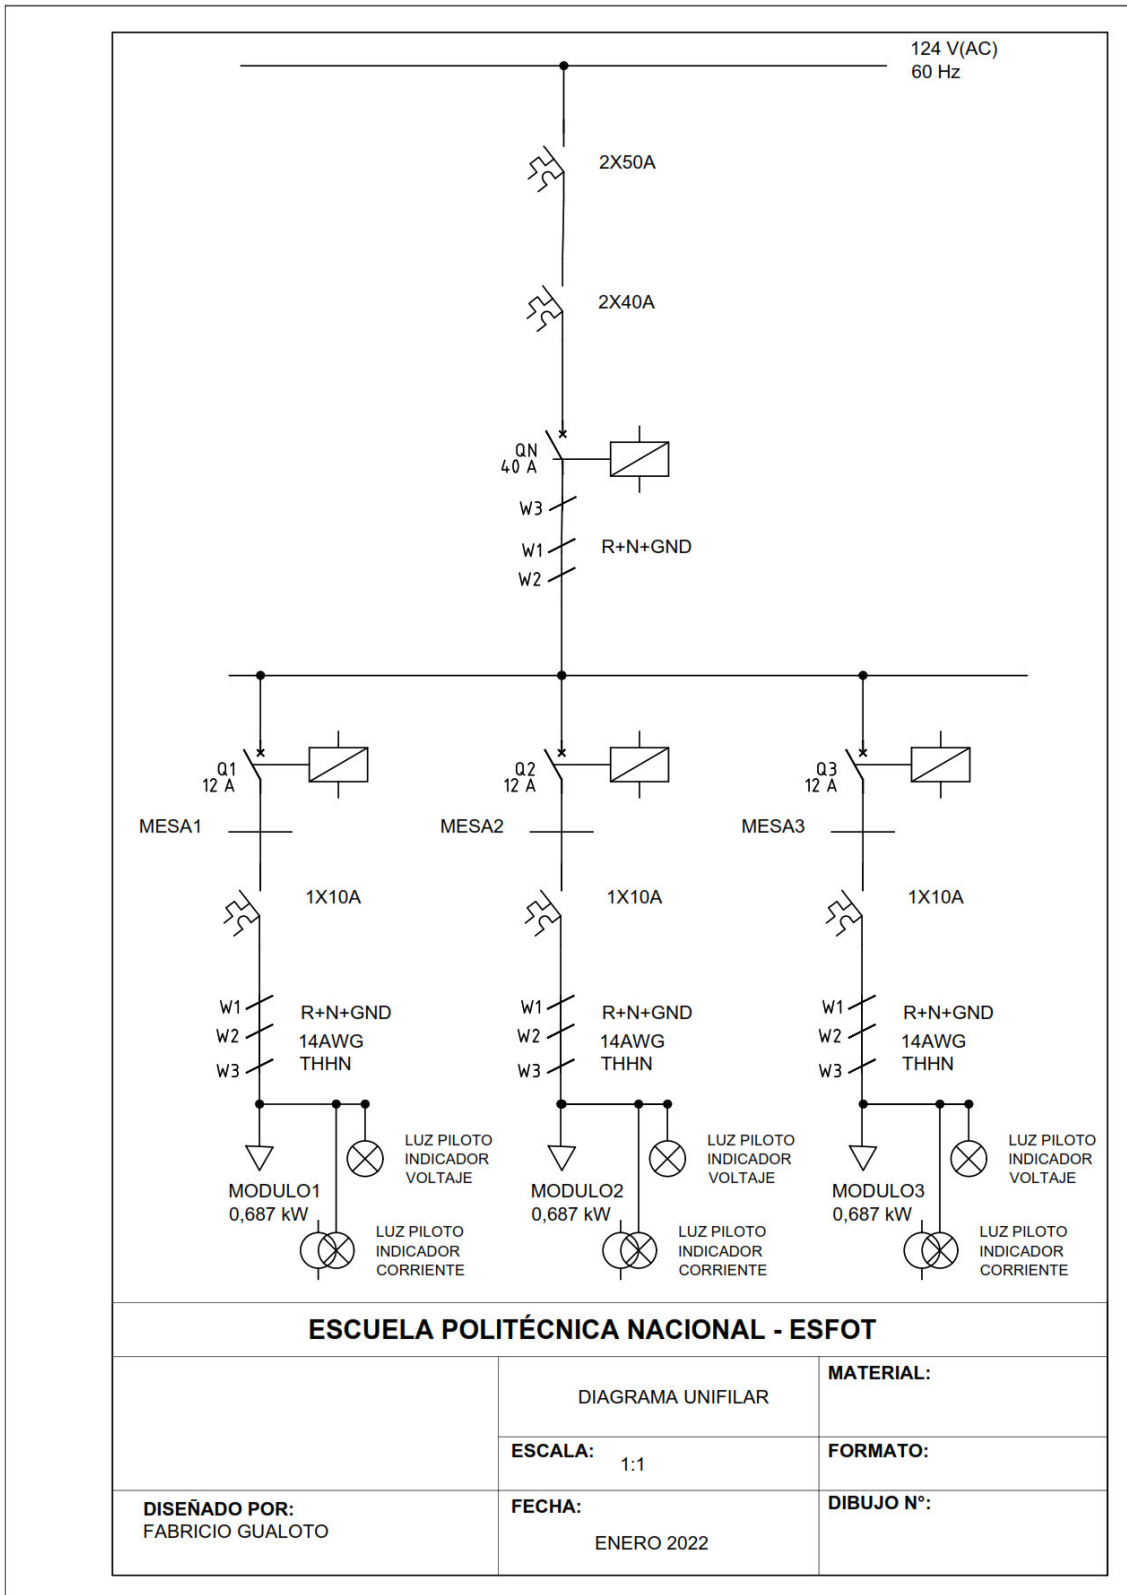 124 V(AC)
60 Hz
2X50A
2X40A
QN
40 A
W3
W1
R+N+GND
W2
Q1
12 A
Q2
12 A
Q3
12 A
MESA1
MESA2
MESA3
1X10A
1X10A
1X10A
W1
R+N+GND
W2
14AWG
W3
THHN
W1
R+N+GND
W2
14AWG
W3
THHN
W1
R+N+GND
W2
14AWG
W3
THHN
LUZ PILOTO
INDICADOR
VOLTAJE
LUZ PILOTO
INDICADOR
VOLTAJE
LUZ PILOTO
INDICADOR
VOLTAJE
MODULO1
0,687 kW
MODULO2
0,687 kW
MODULO3
0,687 kW
LUZ PILOTO
INDICADOR
CORRIENTE
LUZ PILOTO
INDICADOR
CORRIENTE
LUZ PILOTO
INDICADOR
CORRIENTE
ESCUELA POLITÉCNICA NACIONAL - ESFOT
DIAGRAMA UNIFILAR
MATERIAL:
ESCALA:
1:1
FORMATO:
DISEÑADO POR:
FABRICIO GUALOTO
FECHA:
ENERO 2022
DIBUJO N°: